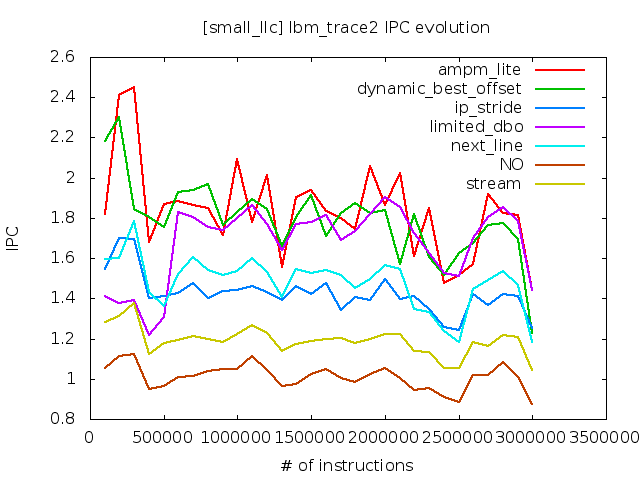 [small_llc] lbm_trace2 IPC evolution
ampm_lite
dynamic_best_offset
ip_stride
limited_dbo
next_line
NO
stream
2.6
2.4
2.2
2
1.8
1.6
1.4
1.2
1
0.8
IPC
0 500000 1000000 1500000 2000000 2500000 3000000 3500000
# of instructions